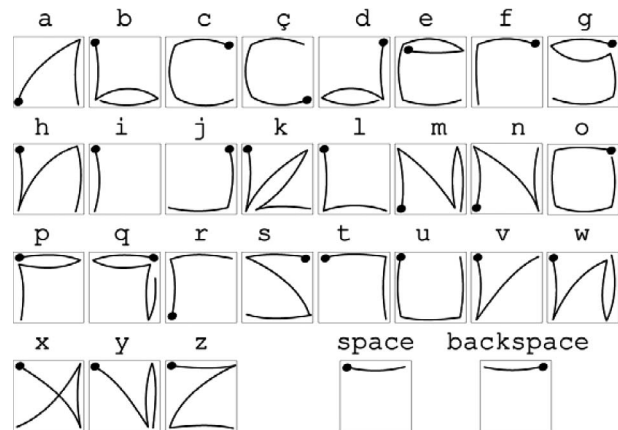 a b c ç d e f g
h i j k l m n o
p q r s t u v w
x y z space backspace